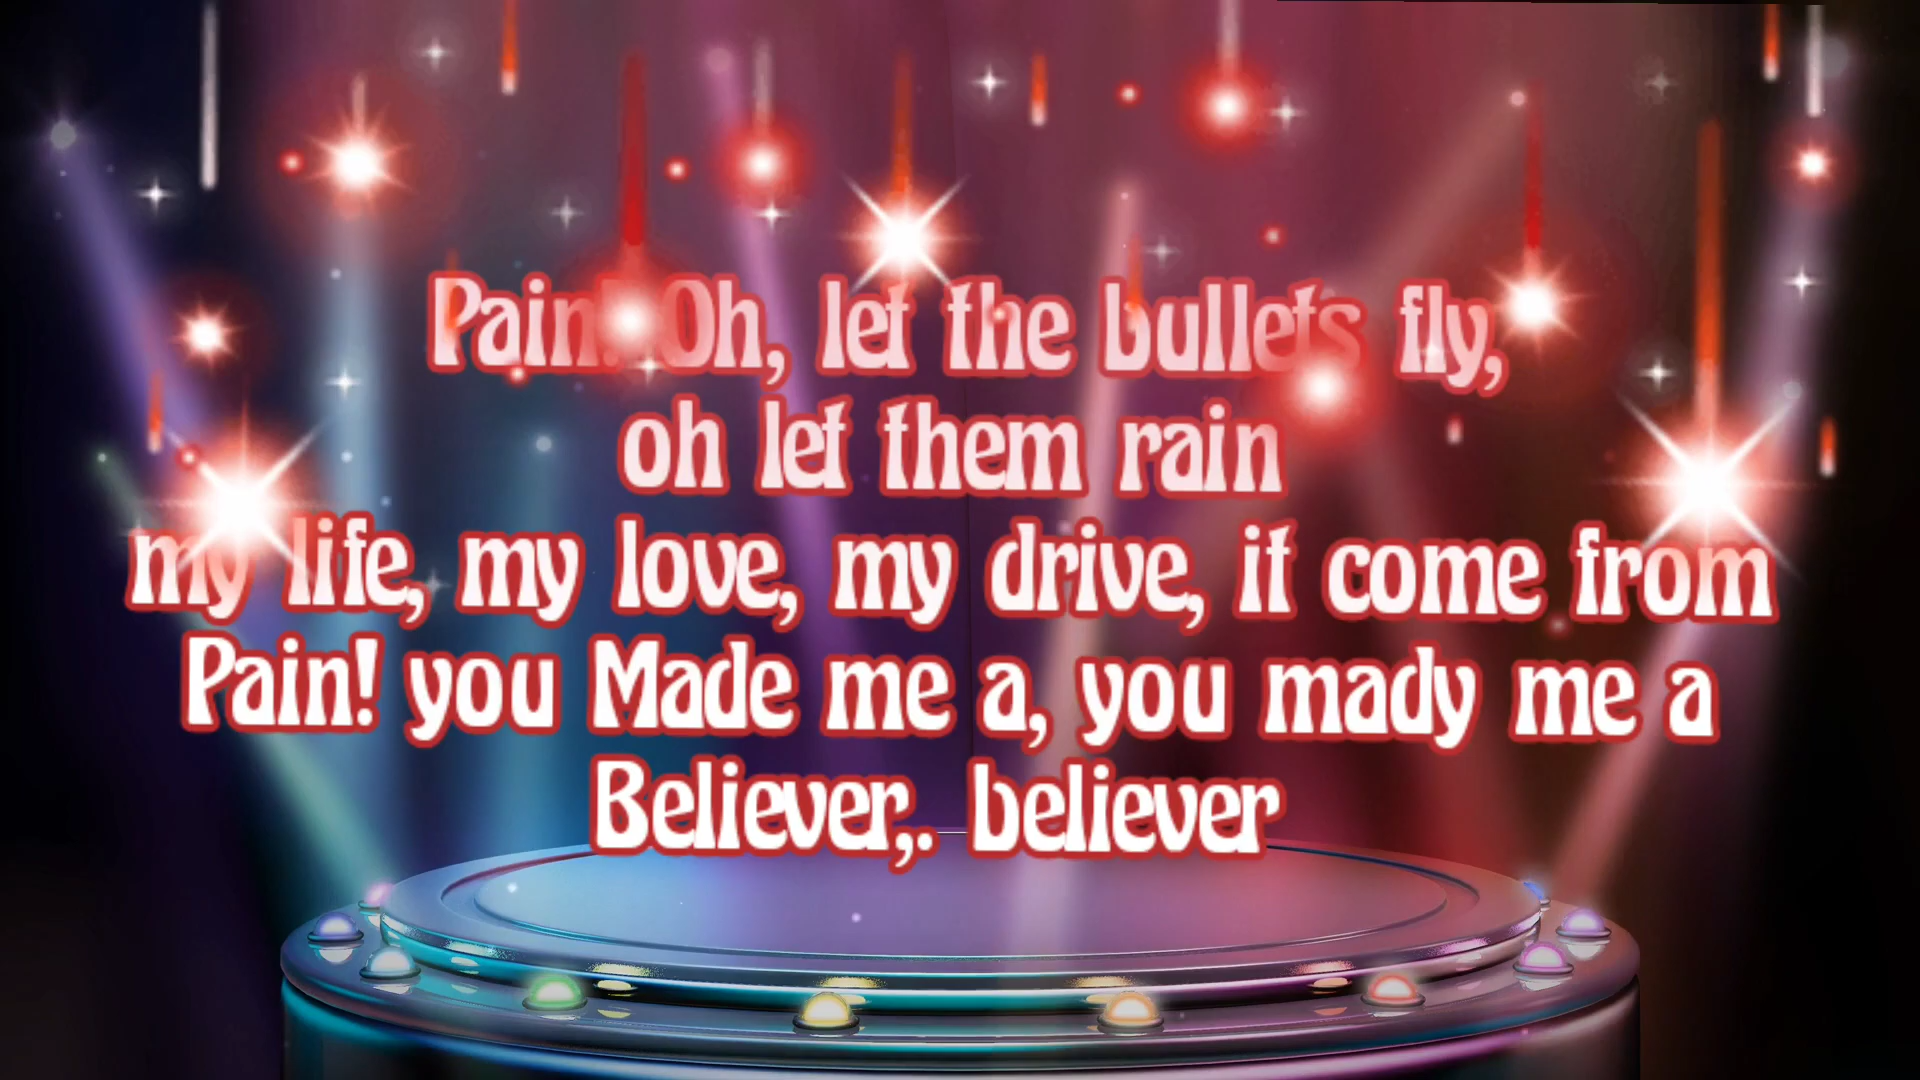 Pain! Oh, let the bullets fly,
oh let them rain
my life, my love, my drive, it come from
Pain! you Made me a, you mady me a
Believer,. believer